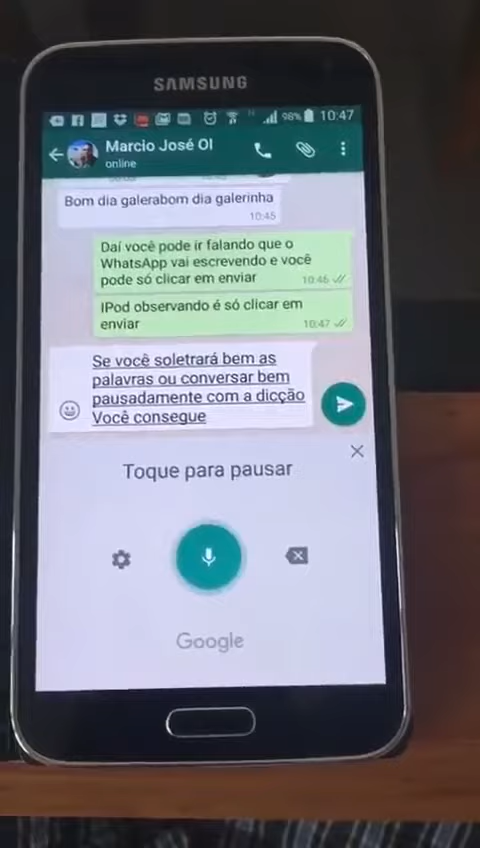 SAMSUNG
98% 10:47
Marcio José Ol
online
Bom dia galerabom dia galerinha
10:45
Daí você pode ir falando que o
WhatsApp vai escrevendo e você
pode só clicar em enviar
10:46
IPod observando é só clicar em
enviar
10:47
Se você soletrará bem as
palavras ou conversar bem
pausadamente com a dicção
Você consegue
Toque para pausar
Google